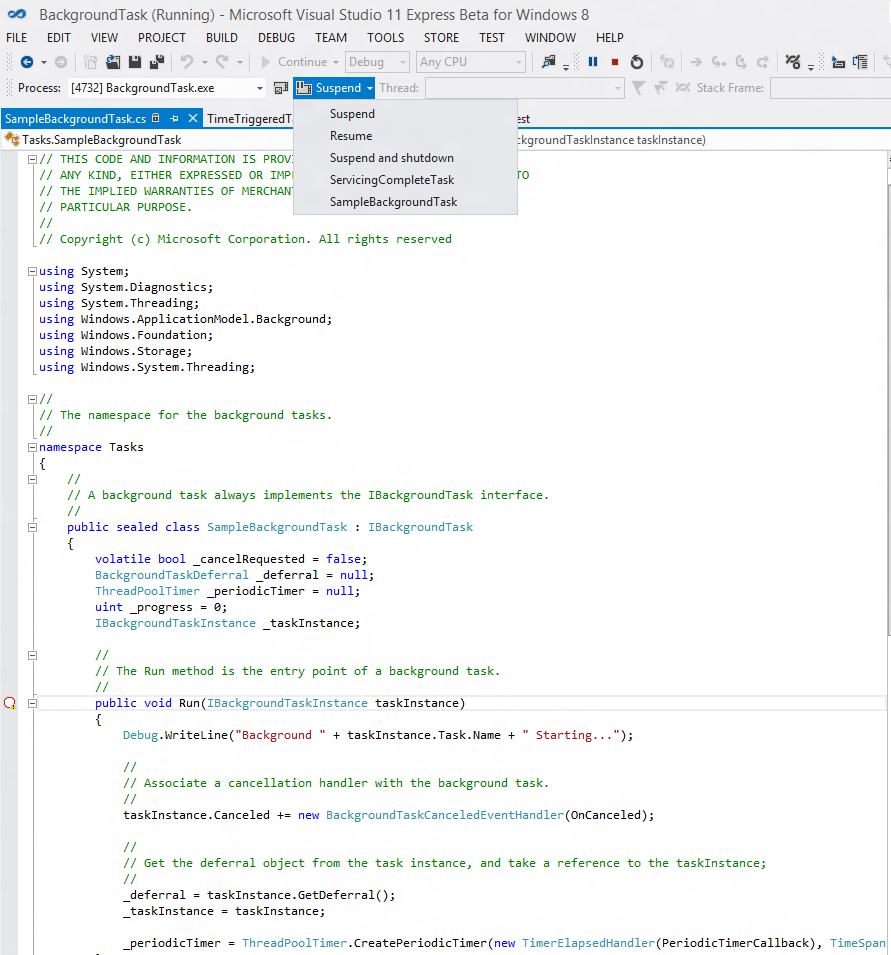 BackgroundTask (Running) - Microsoft Visual Studio 11 Express Beta for Windows 8
FILE EDIT VIEW PROJECT BUILD DEBUG TEAM TOOLS STORE TEST WINDOW HELP
Continue Debug Any CPU
Process: [4732] BackgroundTask.exe Suspend Thread: Stack Frame:
Suspend
Resume
Suspend and shutdown
ServicingCompleteTask
SampleBackgroundTask
SampleBackgroundTask.cs TimeTriggeredTa est
Tasks.SampleBackgroundTask ckgroundTaskInstance taskInstance)
// THIS CODE AND INFORMATION IS PROVI
// ANY KIND, EITHER EXPRESSED OR IMP TO
// THE IMPLIED WARRANTIES OF MERCHAN
// PARTICULAR PURPOSE.
//
// Copyright (c) Microsoft Corporation. All rights reserved
using System;
using System.Diagnostics;
using System.Threading;
using Windows.ApplicationModel.Background;
using Windows.Foundation;
using Windows.Storage;
using Windows.System.Threading;
//
// The namespace for the background tasks.
//
namespace Tasks
{
//
// A background task always implements the IBackgroundTask interface.
//
public sealed class SampleBackgroundTask : IBackgroundTask
{
volatile bool _cancelRequested = false;
BackgroundTaskDeferral _deferral = null;
ThreadPoolTimer _periodicTimer = null;
uint _progress = 0;
IBackgroundTaskInstance _taskInstance;
//
// The Run method is the entry point of a background task.
//
public void Run(IBackgroundTaskInstance taskInstance)
{
Debug.WriteLine("Background " + taskInstance.Task.Name + " Starting...");
//
// Associate a cancellation handler with the background task.
//
taskInstance.Canceled += new BackgroundTaskCanceledEventHandler(OnCanceled);
//
// Get the deferral object from the task instance, and take a reference to the taskInstance;
//
_deferral = taskInstance.GetDeferral();
_taskInstance = taskInstance;
_periodicTimer = ThreadPoolTimer.CreatePeriodicTimer(new TimerElapsedHandler(PeriodicTimerCallback), TimeSpan